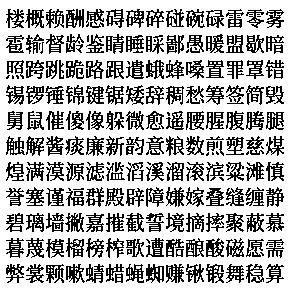 楼概赖酬感碍碑碎碰碗碌雷零雾
雹输督龄鉴睛睡睬鄙愚暖盟歇暗
照跨跳跪路跟遣蛾蜂嗓置罪罩错
锡锣锤锦键锯矮辞稠愁筹签简毁
舅鼠催傻像躲微愈遥腰腥腹腾腿
触解酱痰廉新韵意粮数煎塑慈煤
煌满漠源滤滥滔溪溜滚滨粱滩慎
誉塞谨福群殿辟障嫌嫁叠缝缠静
碧璃墙撇嘉摧截誓境摘摔聚蔽慕
暮蔑模榴榜榨歌遭酷酿酸磁愿需
弊裳颗嗽蜻蜡蝇蜘赚锹锻舞稳算